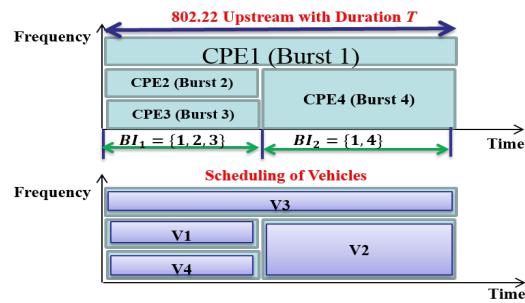 802.22 Upstream with Duration T
Frequency
CPE1 (Burst 1)
CPE2 (Burst 2)
CPE3 (Burst 3)
CPE4 (Burst 4)
BI₁ = {1, 2, 3}
BI₂ = {1, 4}
Time
Frequency
Scheduling of Vehicles
V3
V1
V2
V4
Time